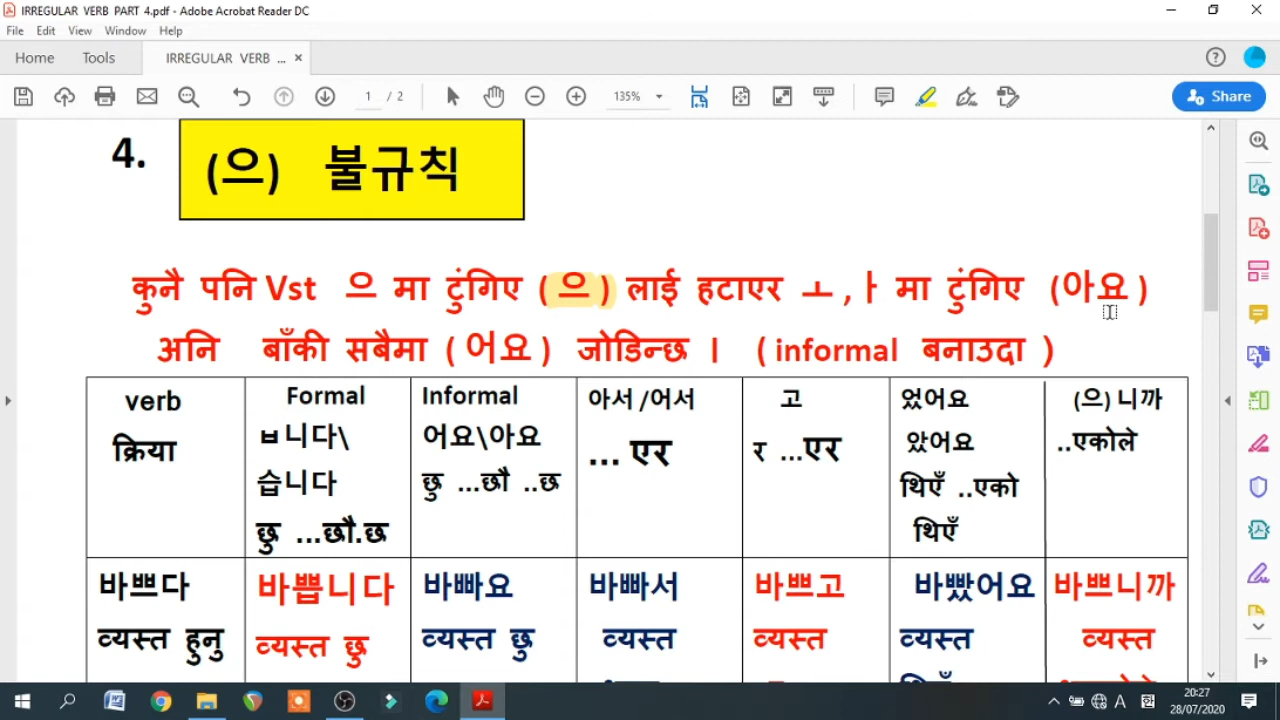 IRREGULAR VERB PART 4.pdf - Adobe Acrobat Reader DC
File Edit View Window Help
Home Tools IRREGULAR VERB ... ×
1 / 2 135% Share
4. (으) 불규칙
कुनै पनि Vst 으 मा टुंगिए (으) लाई हटाएर ㅗ,ㅏ मा टुंगिए (아요)
अनि बाँकी सबैमा (어요) जोडिन्छ । (informal बनाउदा )
verb Formal Informal 아서 /어서 고 었어요 (으) 니까
क्रिया ㅂ니다\ 어요\아요 ... एर र ...एर 았어요 ..एकोले
습니다 छु ...छौ ..छ थिएँ ..एको
छु ...छौ.छ थिएँ
바쁘다 바쁩니다 바빠요 바빠서 바쁘고 바빴어요 바쁘니까
व्यस्त हुनु व्यस्त छु व्यस्त छु व्यस्त व्यस्त व्यस्त व्यस्त
A 20:27
28/07/2020